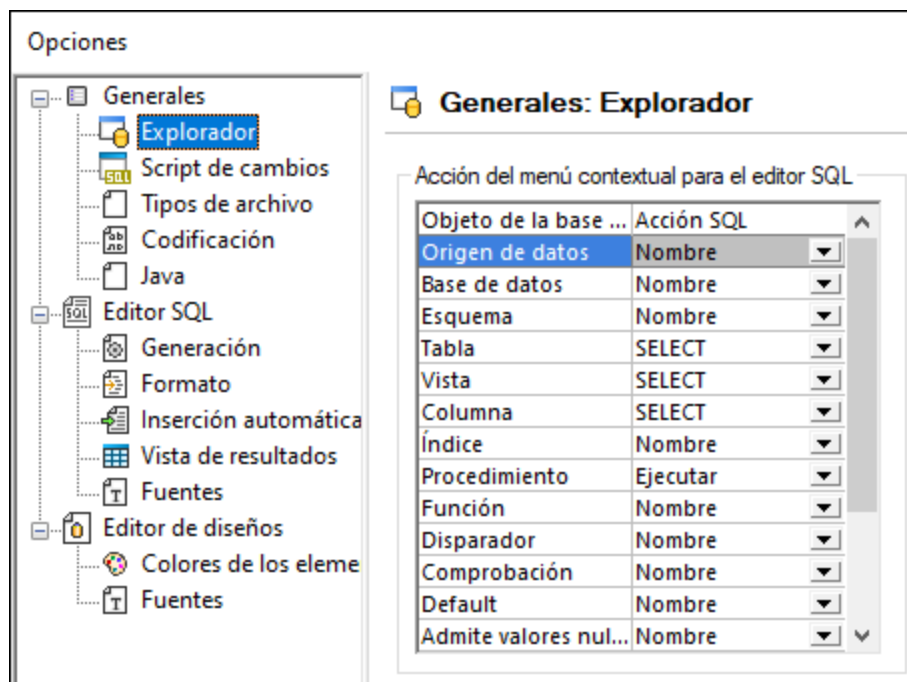 Opciones
Generales
Explorador
Script de cambios
Tipos de archivo
Codificación
Java
Editor SQL
Generación
Formato
Inserción automática
Vista de resultados
Fuentes
Editor de diseños
Colores de los eleme
Fuentes
Generales: Explorador
Acción del menú contextual para el editor SQL
Objeto de la base ... Acción SQL
Origen de datos Nombre
Base de datos Nombre
Esquema Nombre
Tabla SELECT
Vista SELECT
Columna SELECT
Índice Nombre
Procedimiento Ejecutar
Función Nombre
Disparador Nombre
Comprobación Nombre
Default Nombre
Admite valores nul... Nombre